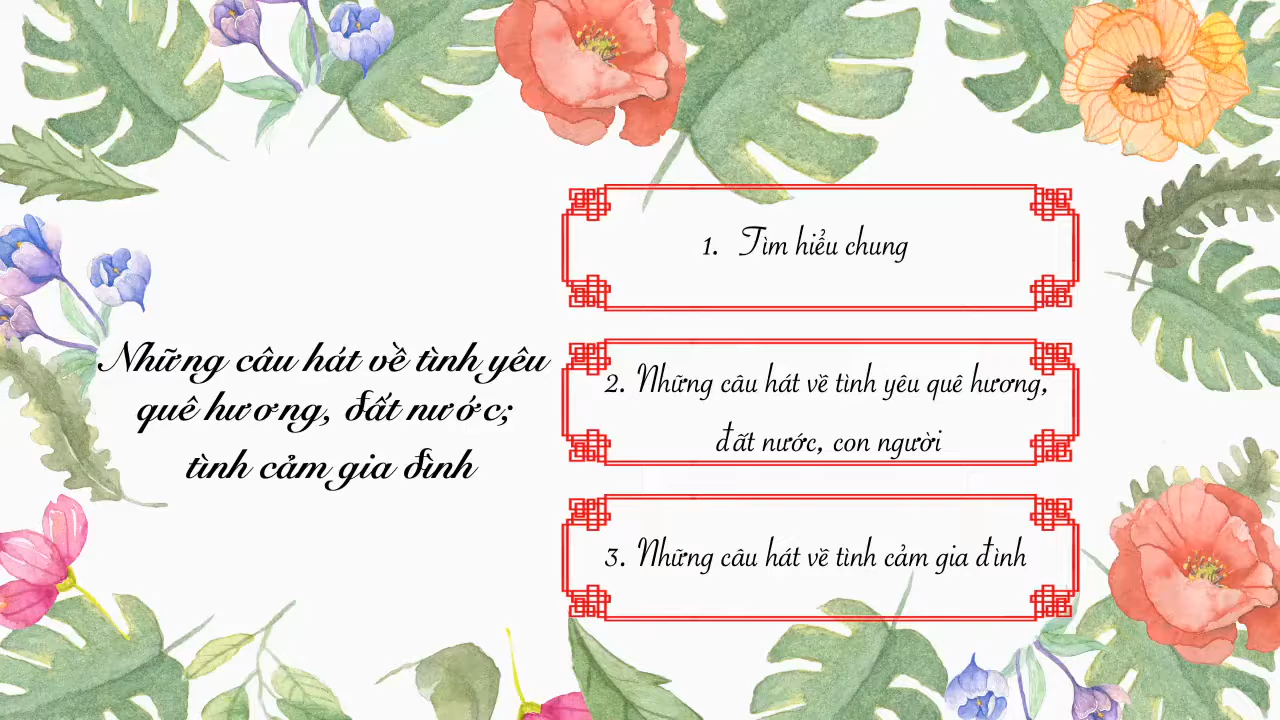 Những câu hát về tình yêu
quê hương, đất nước;
tình cảm gia đình
1. Tìm hiểu chung
2. Những câu hát về tình yêu quê hương,
đất nước, con người
3. Những câu hát về tình cảm gia đình